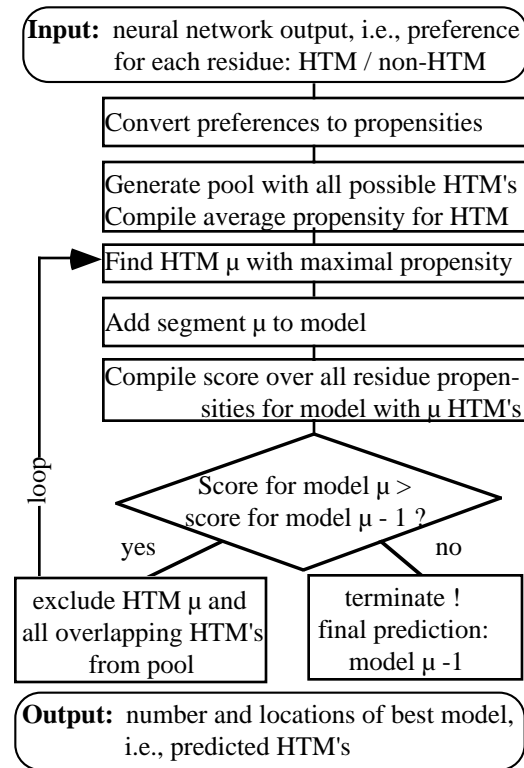 Input: neural network output, i.e., preference
for each residue: HTM / non-HTM
Convert preferences to propensities
Generate pool with all possible HTM's
Compile average propensity for HTM
Find HTM µ with maximal propensity
Add segment µ to model
Compile score over all residue propen-
sities for model with µ HTM's
loop
Score for model µ >
score for model µ - 1 ?
yes
no
exclude HTM µ and
all overlapping HTM's
from pool
terminate !
final prediction:
model µ -1
Output: number and locations of best model,
i.e., predicted HTM's